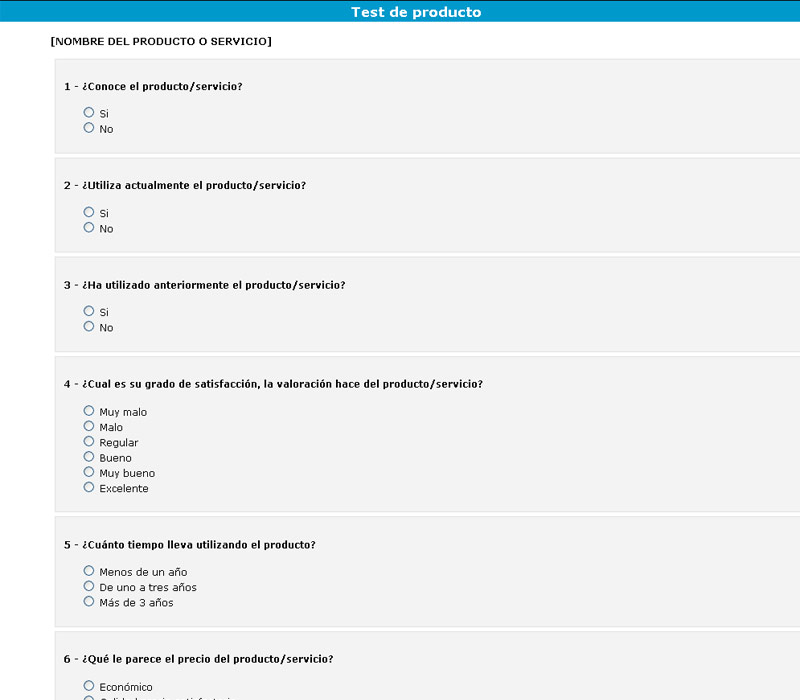 Test de producto
[NOMBRE DEL PRODUCTO O SERVICIO]
1 - ¿Conoce el producto/servicio?
Si
No
2 - ¿Utiliza actualmente el producto/servicio?
Si
No
3 - ¿Ha utilizado anteriormente el producto/servicio?
Si
No
4 - ¿Cual es su grado de satisfacción, la valoración hace del producto/servicio?
Muy malo
Malo
Regular
Bueno
Muy bueno
Excelente
5 - ¿Cuánto tiempo lleva utilizando el producto?
Menos de un año
De uno a tres años
Más de 3 años
6 - ¿Qué le parece el precio del producto/servicio?
Económico